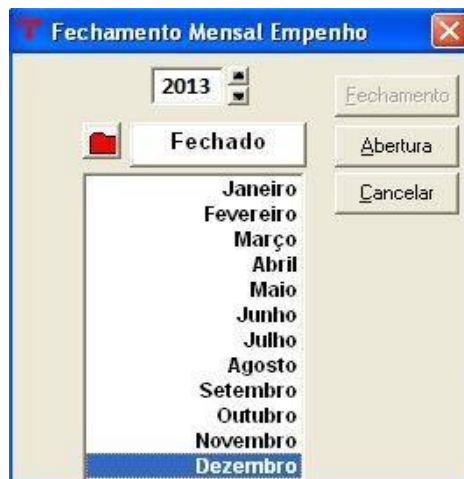 Fechamento Mensal Empenho
2013
Fechamento
Fechado
Abertura
Cancelar
Janeiro
Fevereiro
Março
Abril
Maio
Junho
Julho
Agosto
Setembro
Outubro
Novembro
Dezembro